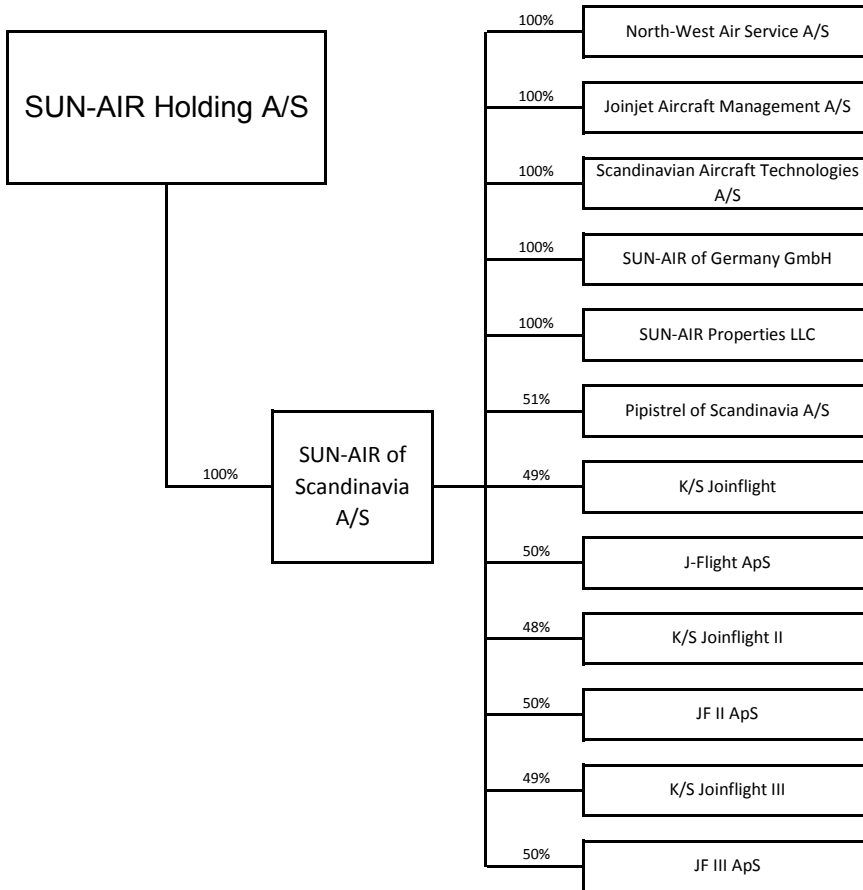 SUN-AIR Holding A/S
100%
SUN-AIR of
Scandinavia
A/S
100%
North-West Air Service A/S
100%
Joinjet Aircraft Management A/S
100%
Scandinavian Aircraft Technologies
A/S
100%
SUN-AIR of Germany GmbH
100%
SUN-AIR Properties LLC
51%
Pipistrel of Scandinavia A/S
49%
K/S Joinflight
50%
J-Flight ApS
48%
K/S Joinflight II
50%
JF II ApS
49%
K/S Joinflight III
50%
JF III ApS